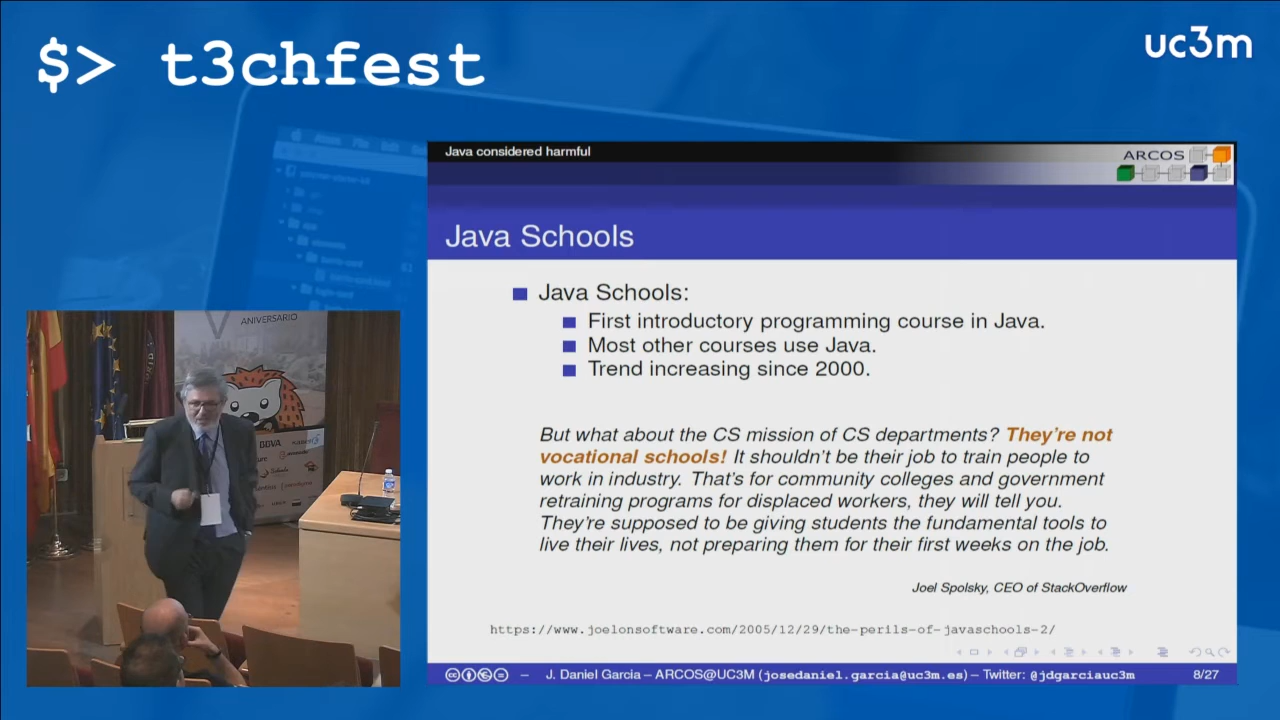 $> t3chfest
uc3m
Java considered harmful
ARCOS
Java Schools
Java Schools:
First introductory programming course in Java.
Most other courses use Java.
Trend increasing since 2000.
But what about the CS mission of CS departments? They're not
vocational schools! It shouldn't be their job to train people to
work in industry. That's for community colleges and government
retraining programs for displaced workers, they will tell you.
They're supposed to be giving students the fundamental tools to
live their lives, not preparing them for their first weeks on the job.
Joel Spolsky, CEO of StackOverflow
https://www.joelonsoftware.com/2005/12/29/the-perils-of-javaschools-2/
– J. Daniel Garcia – ARCOS@UC3M (josedaniel.garcia@uc3m.es) – Twitter: @jdgarciauc3m
8/27
V
ANIVERSARIO
BBVA